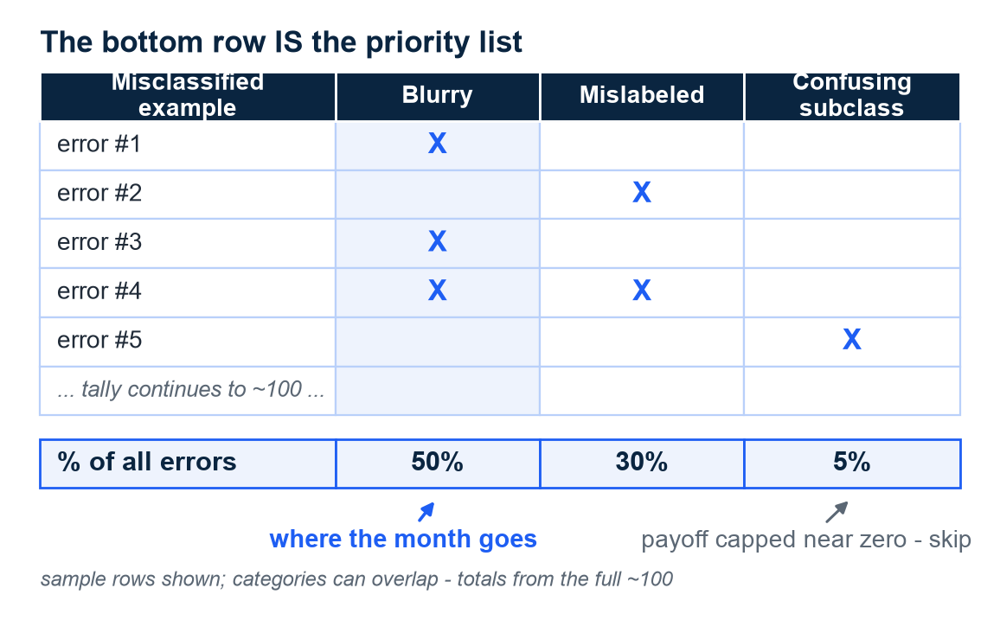 The bottom row IS the priority list
Misclassified
example
Blurry
Mislabeled
Confusing
subclass
error #1
X
error #2
X
error #3
X
error #4
X
X
error #5
X
... tally continues to ~100 ...
% of all errors
50%
30%
5%
where the month goes
payoff capped near zero - skip
sample rows shown; categories can overlap - totals from the full ~100